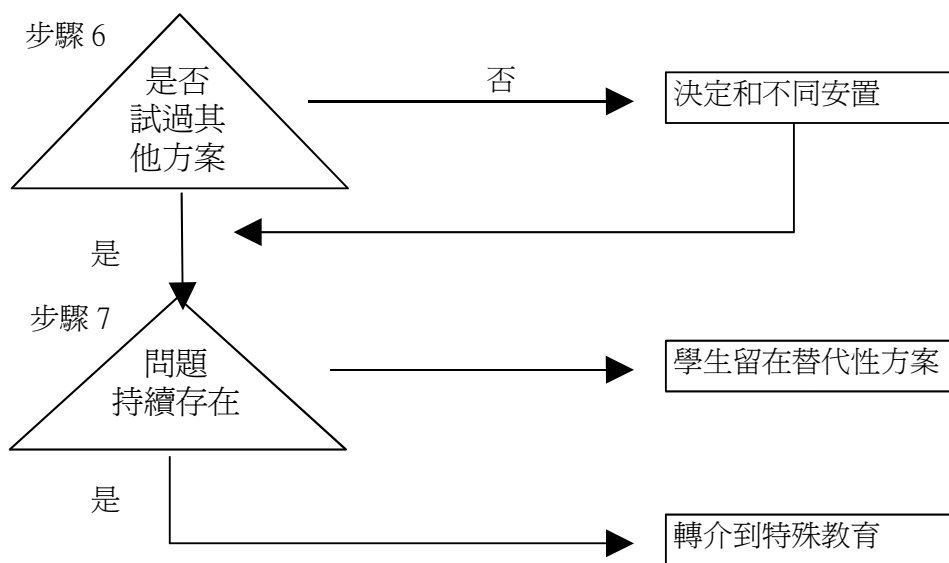 步驟 6
是否
試過其
他方案
否
決定和不同安置
是
步驟 7
問題
持續存在
學生留在替代性方案
是
轉介到特殊教育